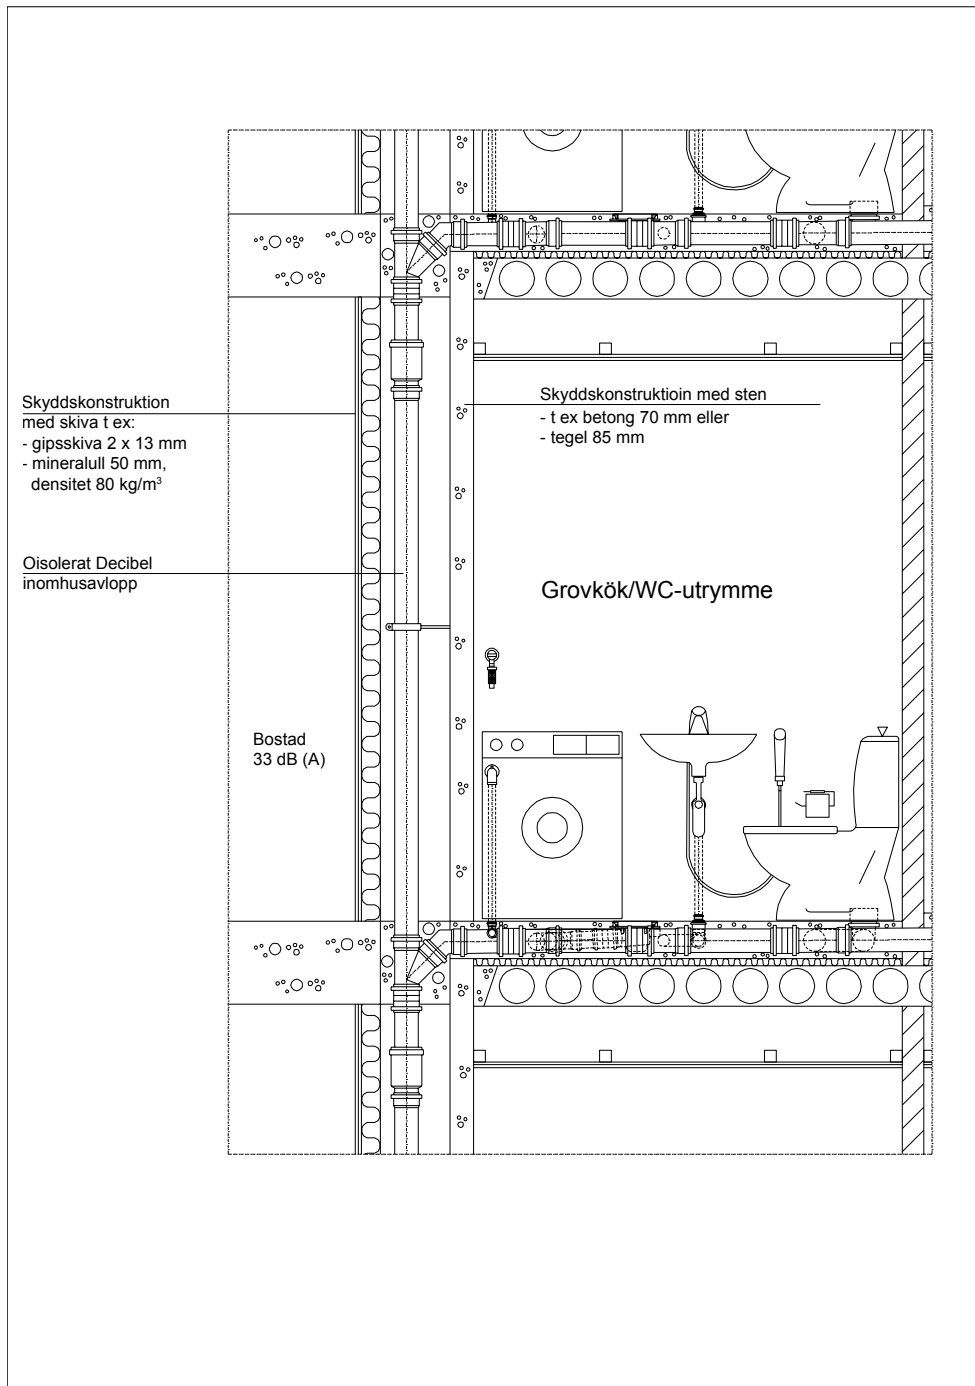 Skyddskonstruktion
med skiva t ex:
- gipsskiva 2 x 13 mm
- mineralull 50 mm,
densitet 80 kg/m³
Oisolerat Decibel
inomhusavlopp
Skyddskonstruktioin med sten
- t ex betong 70 mm eller
- tegel 85 mm
Grovkök/WC-utrymme
Bostad
33 dB (A)